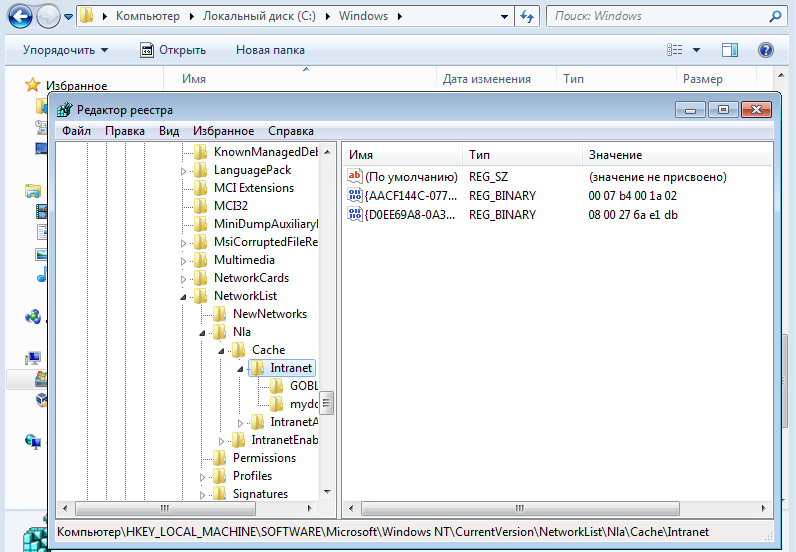 Компьютер Локальный диск (C:) Windows Поиск: Windows
Упорядочить Открыть Новая папка
Имя Дата изменения Тип Размер
Избранное
Редактор реестра
Файл Правка Вид Избранное Справка
KnownManagedDeb
LanguagePack
MCI Extensions
MCI32
MiniDumpAuxiliary
MsiCorruptedFileRe
Multimedia
NetworkCards
NetworkList
NewNetworks
Nla
Cache
Intranet
GOBL
mydo
IntranetA
IntranetEnab
Permissions
Profiles
Signatures
Имя Тип Значение
(По умолчанию) REG_SZ (значение не присвоено)
{AACF144C-077... REG_BINARY 00 07 b4 00 1a 02
{D0EE69A8-0A3... REG_BINARY 08 00 27 6a e1 db
Компьютер\HKEY_LOCAL_MACHINE\SOFTWARE\Microsoft\Windows NT\CurrentVersion\NetworkList\Nla\Cache\Intranet